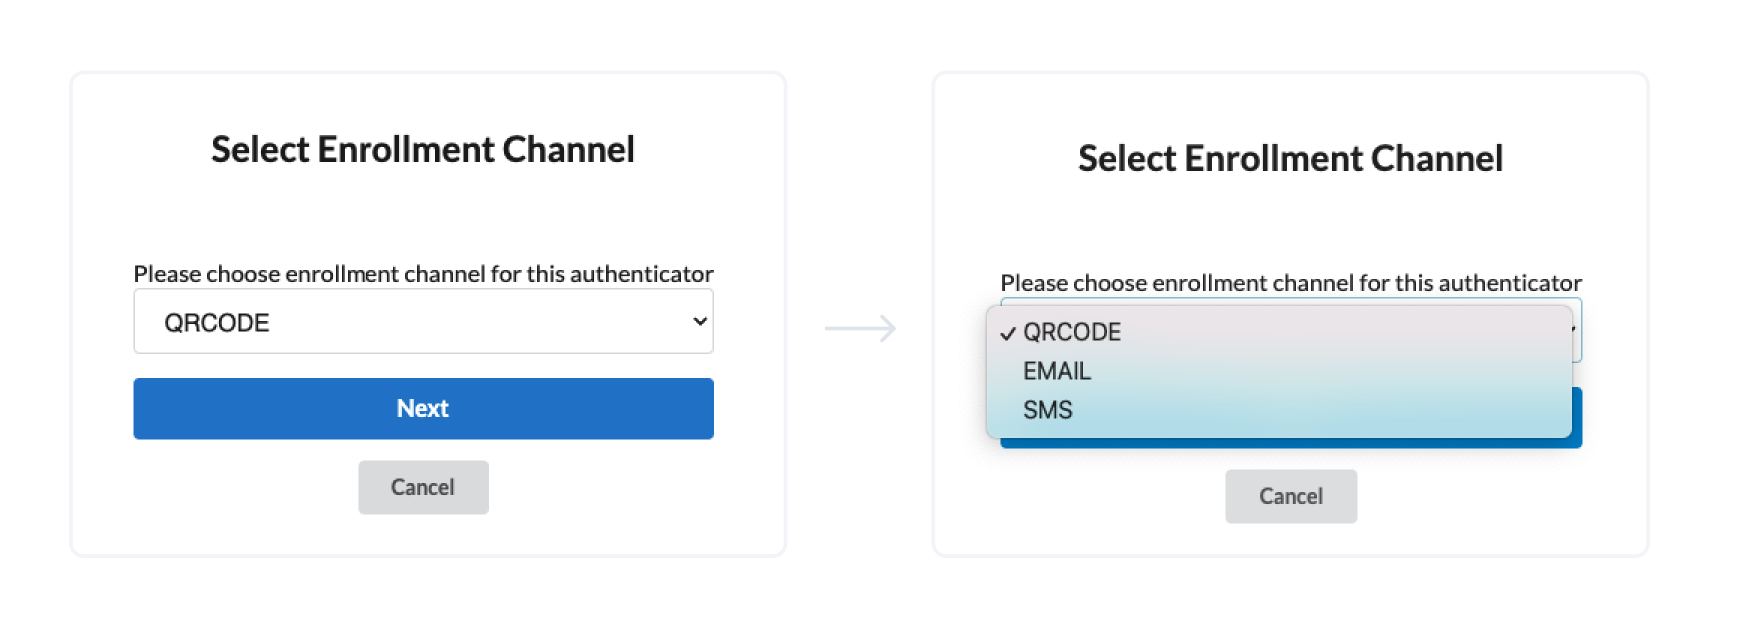 Select Enrollment Channel
Please choose enrollment channel for this authenticator
QRCODE
Next
Cancel
Select Enrollment Channel
Please choose enrollment channel for this authenticator
✓ QRCODE
EMAIL
SMS
Cancel